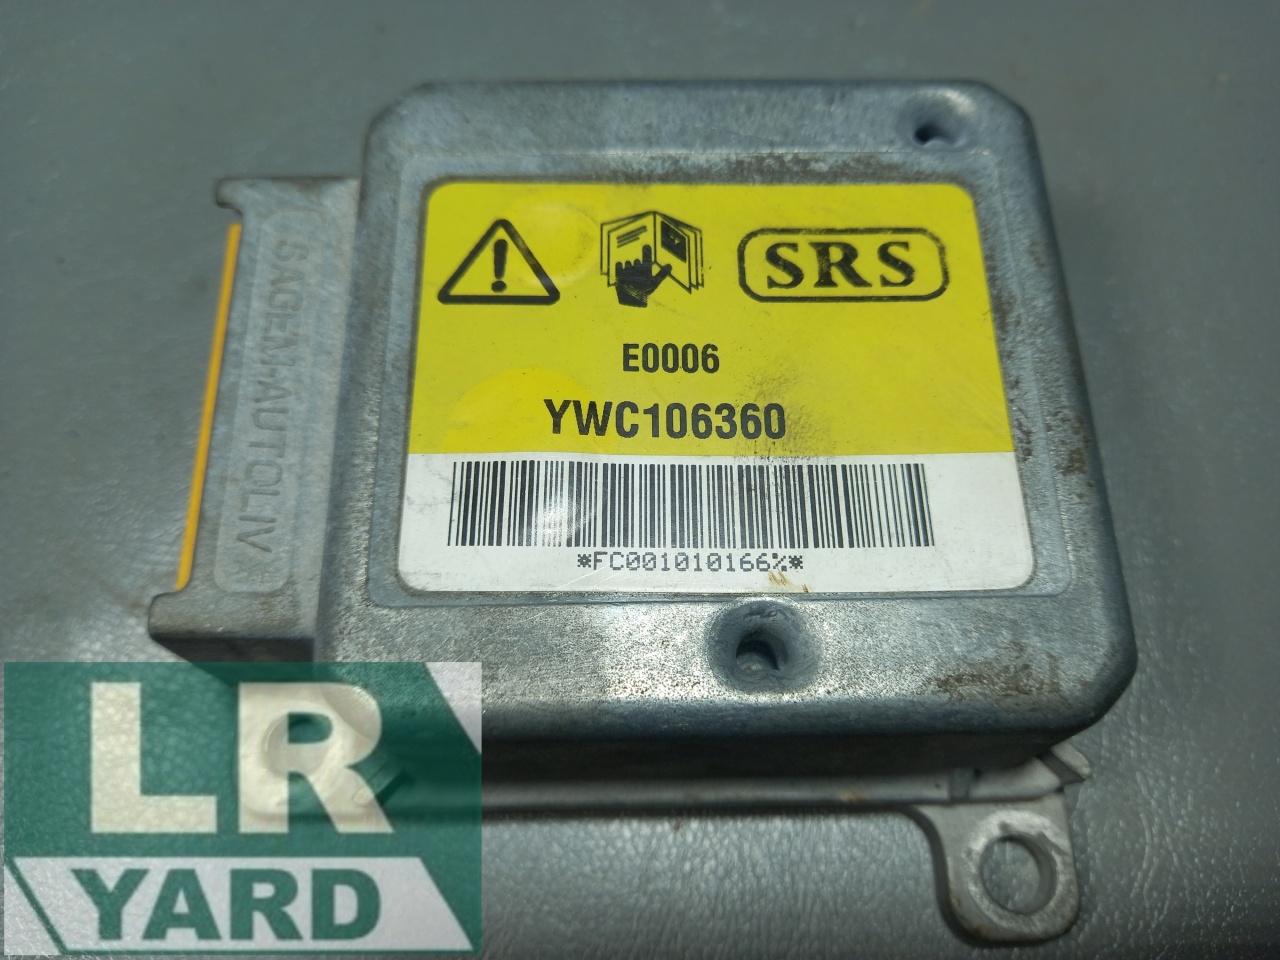 SAGEM-AUTOLIV
SRS
E0006
YWC106360
*FC001010166%*
LR
YARD